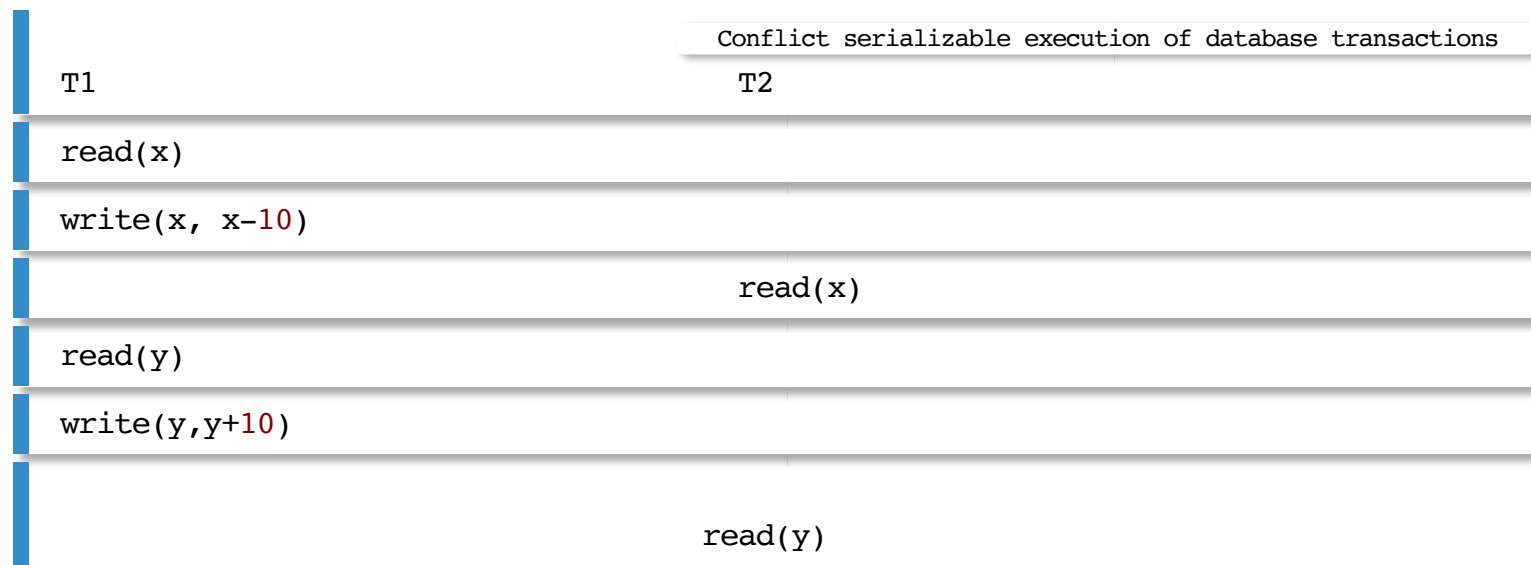 Conflict serializable execution of database transactions
T1 T2
read(x)
write(x, x-10)
read(x)
read(y)
write(y,y+10)
read(y)